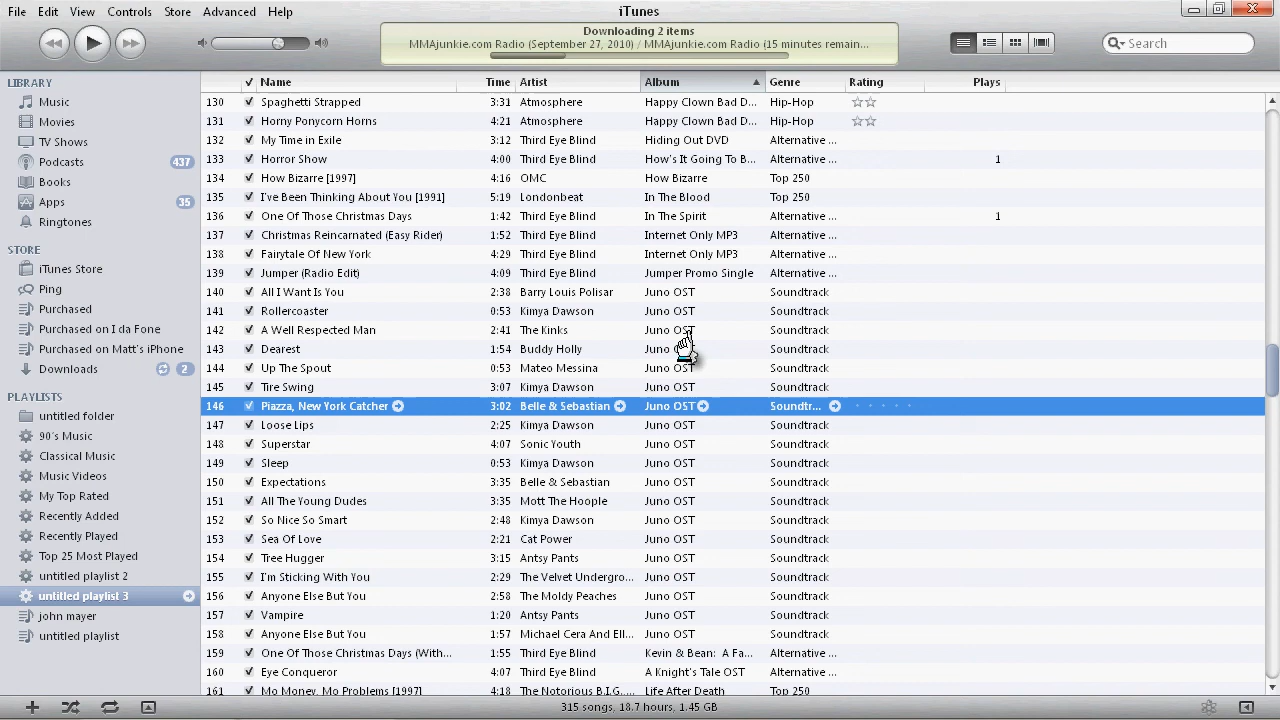 File Edit View Controls Store Advanced Help
iTunes
Downloading 2 items
MMAjunkie.com Radio (September 27, 2010) / MMAjunkie.com Radio (15 minutes remain...
Search
LIBRARY
Music
Movies
TV Shows
Podcasts 437
Books
Apps 35
Ringtones
STORE
iTunes Store
Ping
Purchased
Purchased on I da Fone
Purchased on Matt's iPhone
Downloads 2
PLAYLISTS
untitled folder
90's Music
Classical Music
Music Videos
My Top Rated
Recently Added
Recently Played
Top 25 Most Played
untitled playlist 2
untitled playlist 3
john mayer
untitled playlist
Name Time Artist Album Genre Rating Plays
130 Spaghetti Strapped 3:31 Atmosphere Happy Clown Bad D... Hip-Hop
131 Horny Ponycorn Horns 4:21 Atmosphere Happy Clown Bad D... Hip-Hop
132 My Time in Exile 3:12 Third Eye Blind Hiding Out DVD Alternative ...
133 Horror Show 4:00 Third Eye Blind How's It Going To B... Alternative ... 1
134 How Bizarre [1997] 4:16 OMC How Bizarre Top 250
135 I've Been Thinking About You [1991] 5:19 Londonbeat In The Blood Top 250
136 One Of Those Christmas Days 1:42 Third Eye Blind In The Spirit Alternative ... 1
137 Christmas Reincarnated (Easy Rider) 1:52 Third Eye Blind Internet Only MP3 Alternative ...
138 Fairytale Of New York 4:29 Third Eye Blind Internet Only MP3 Alternative ...
139 Jumper (Radio Edit) 4:09 Third Eye Blind Jumper Promo Single Alternative ...
140 All I Want Is You 2:38 Barry Louis Polisar Juno OST Soundtrack
141 Rollercoaster 0:53 Kimya Dawson Juno OST Soundtrack
142 A Well Respected Man 2:41 The Kinks Juno OST Soundtrack
143 Dearest 1:54 Buddy Holly Juno Soundtrack
144 Up The Spout 0:53 Mateo Messina Juno OST Soundtrack
145 Tire Swing 3:07 Kimya Dawson Juno OST Soundtrack
146 Piazza, New York Catcher 3:02 Belle & Sebastian Juno OST Soundtr...
147 Loose Lips 2:25 Kimya Dawson Juno OST Soundtrack
148 Superstar 4:07 Sonic Youth Juno OST Soundtrack
149 Sleep 0:53 Kimya Dawson Juno OST Soundtrack
150 Expectations 3:35 Belle & Sebastian Juno OST Soundtrack
151 All The Young Dudes 3:35 Mott The Hoople Juno OST Soundtrack
152 So Nice So Smart 2:48 Kimya Dawson Juno OST Soundtrack
153 Sea Of Love 2:21 Cat Power Juno OST Soundtrack
154 Tree Hugger 3:15 Antsy Pants Juno OST Soundtrack
155 I'm Sticking With You 2:29 The Velvet Undergro... Juno OST Soundtrack
156 Anyone Else But You 2:58 The Moldy Peaches Juno OST Soundtrack
157 Vampire 1:20 Antsy Pants Juno OST Soundtrack
158 Anyone Else But You 1:57 Michael Cera And Ell... Juno OST Soundtrack
159 One Of Those Christmas Days (With... 1:55 Third Eye Blind Kevin & Bean: A Fa... Alternative ...
160 Eye Conqueror 4:07 Third Eye Blind A Knight's Tale OST Alternative ...
161 Mo Money, Mo Problems [1997] 4:18 The Notorious B.I.G.... Life After Death Top 250
315 songs, 18.7 hours, 1.45 GB